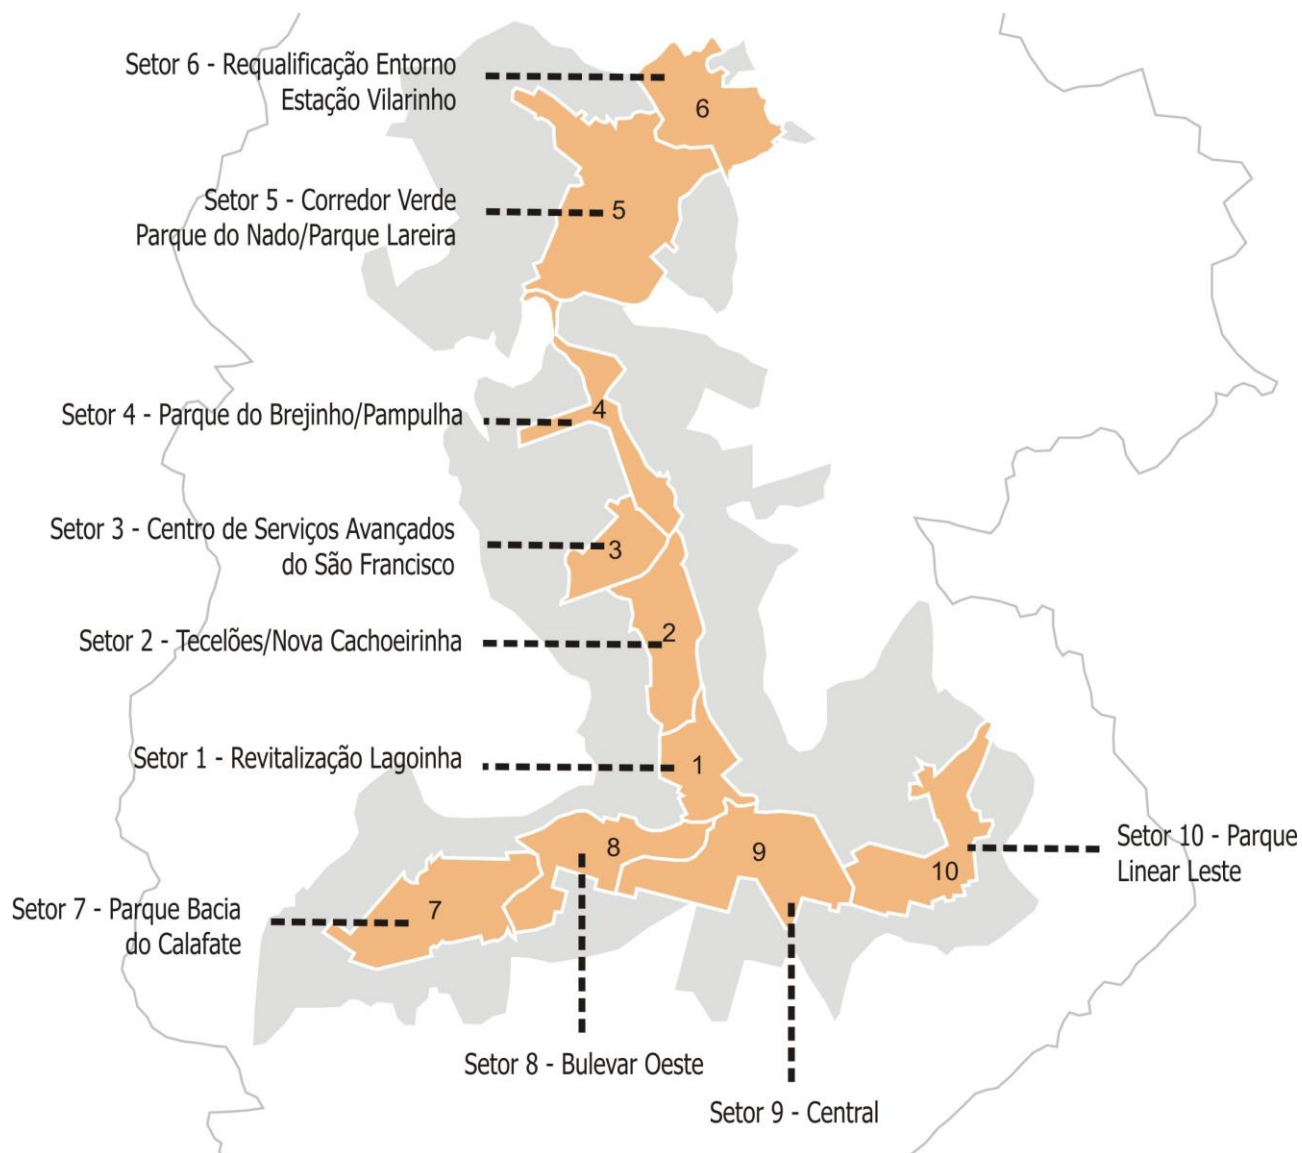 Setor 6 - Requalificação Entorno
Estação Vilarinho
6
Setor 5 - Corredor Verde
Parque do Nado/Parque Lareira
5
Setor 4 - Parque do Brejinho/Pampulha
4
Setor 3 - Centro de Serviços Avançados
do São Francisco
3
Setor 2 - Tecelões/Nova Cachoeirinha
2
Setor 1 - Revitalização Lagoinha
1
8
9
10
Setor 10 - Parque
Linear Leste
7
Setor 7 - Parque Bacia
do Calafate
Setor 8 - Bulevar Oeste
Setor 9 - Central